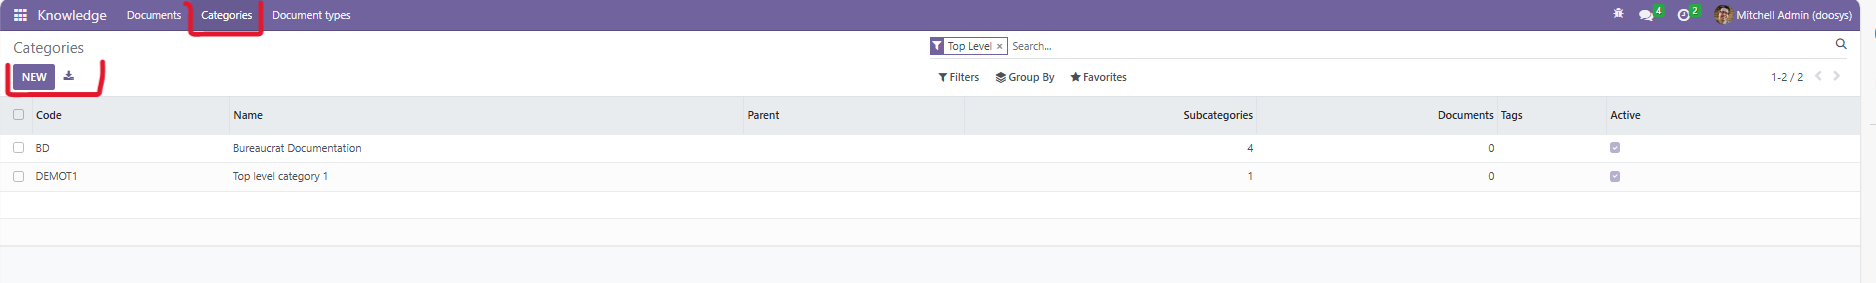 Knowledge Documents Categories Document types 4 2 Mitchell Admin (doosys)
Categories Top Level × Search...
NEW Filters Group By Favorites 1-2 / 2
Code Name Parent Subcategories Documents Tags Active
BD Bureaucrat Documentation 4 0
DEMOT1 Top level category 1 1 0